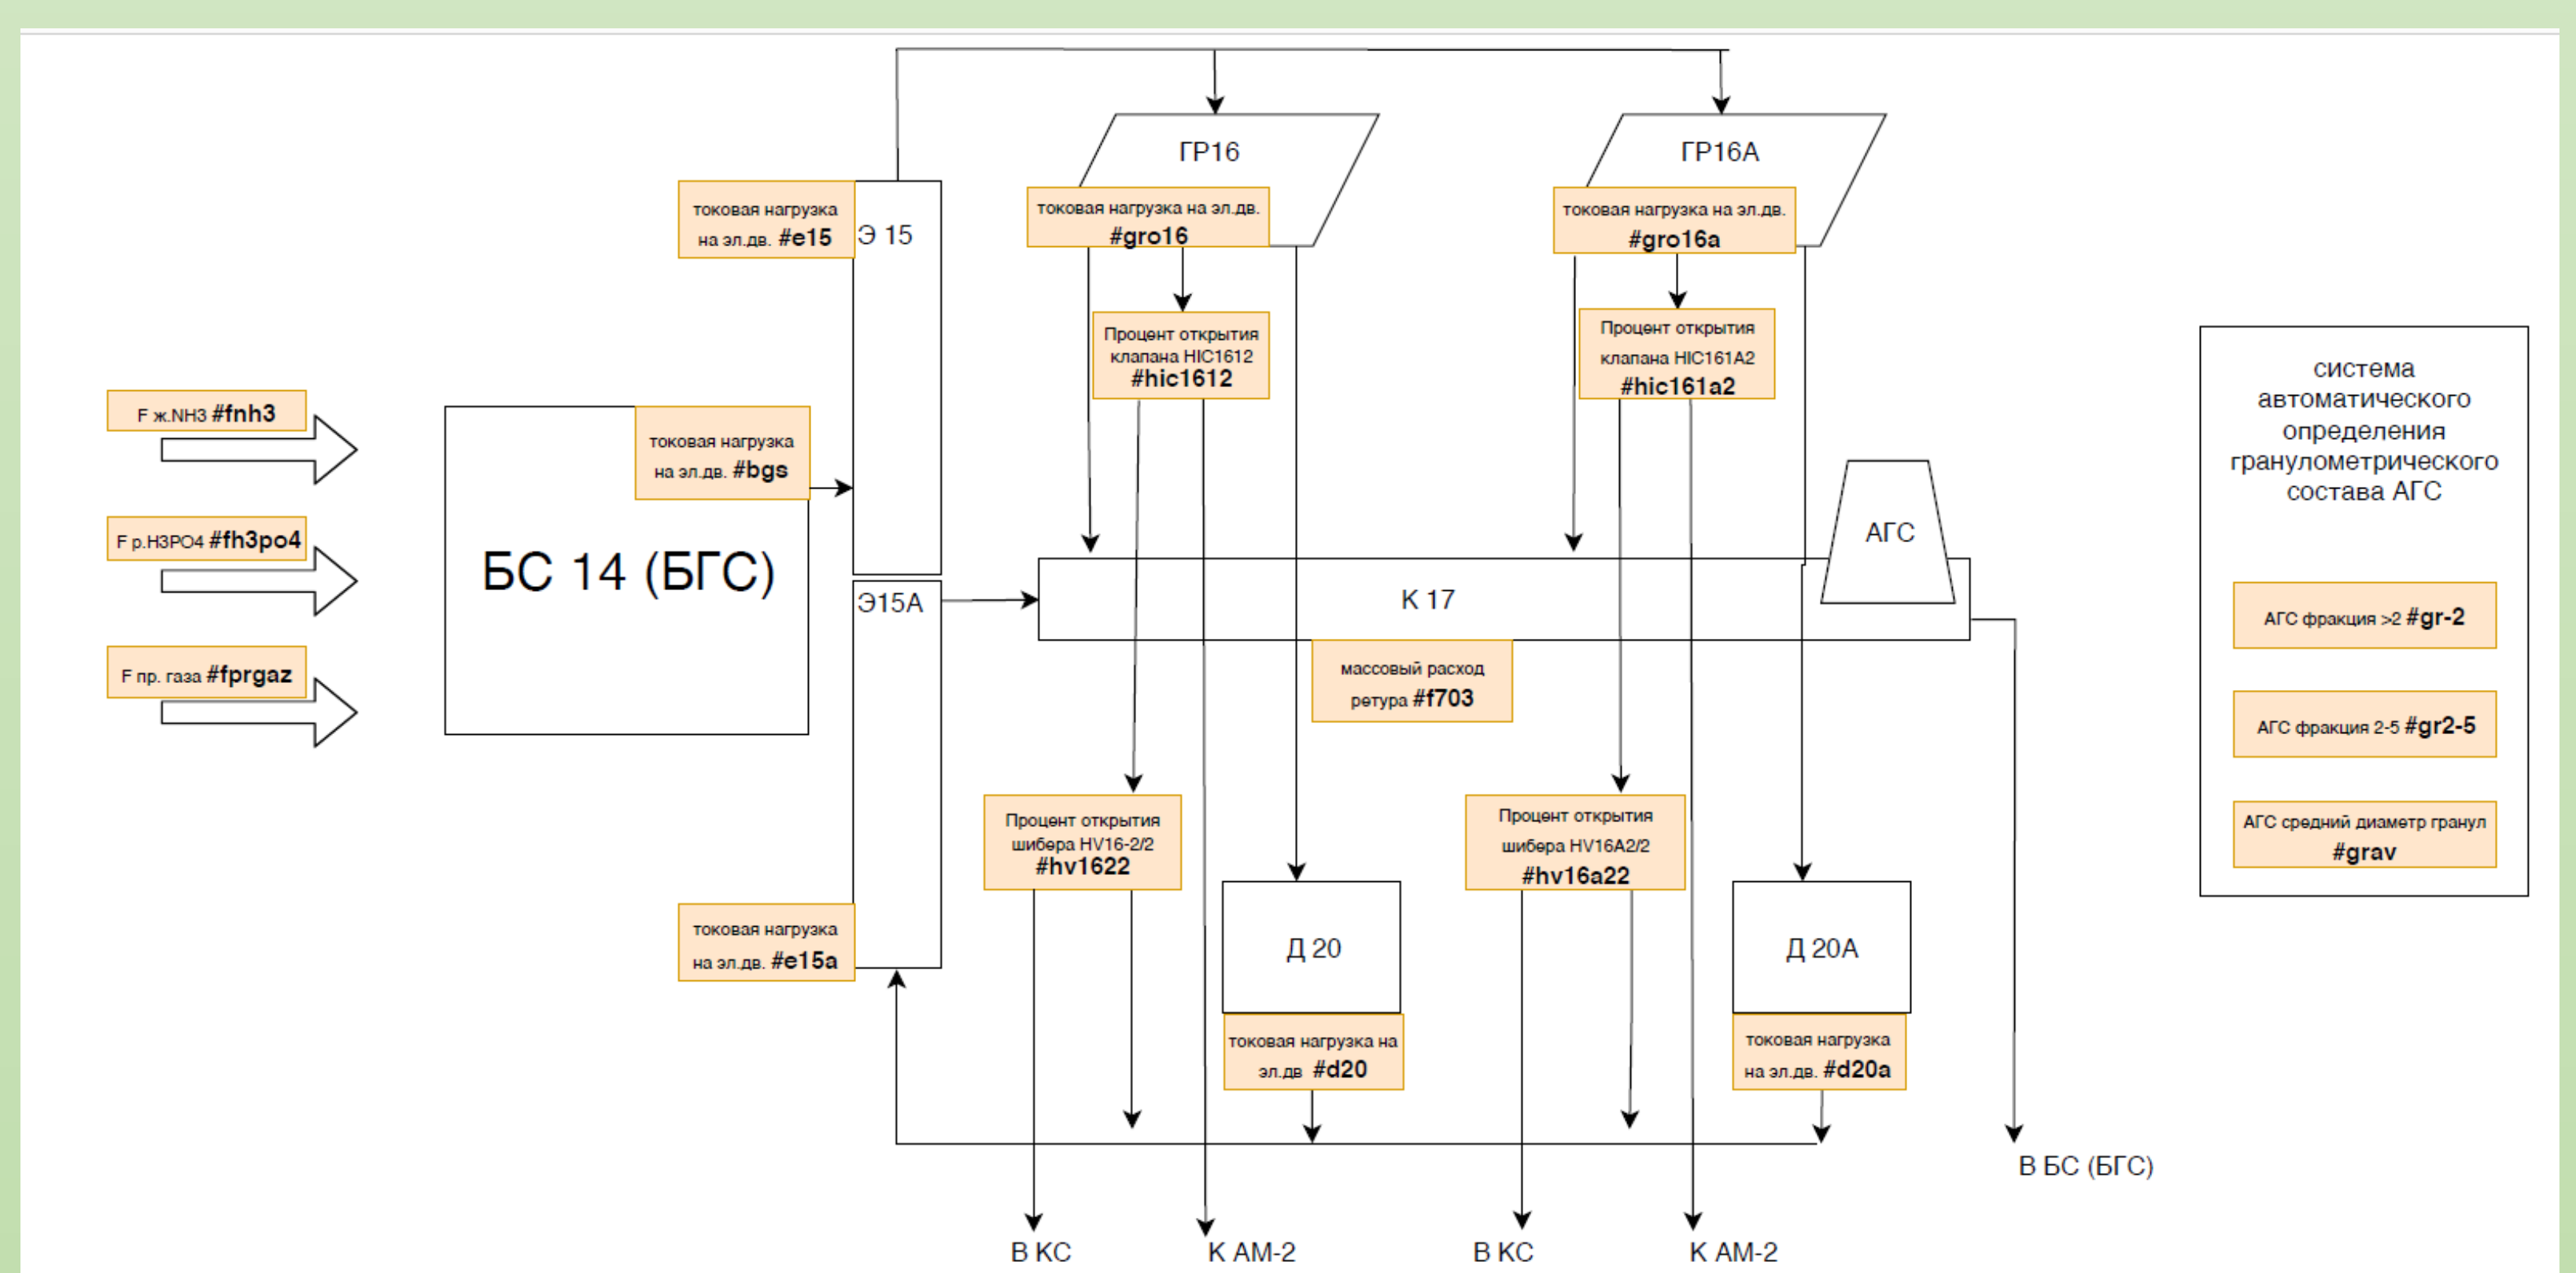 F ж.NH3 #fnh3
F р.H3PO4 #fh3po4
F пр. газа #fprgaz
БС 14 (БГС)
токовая нагрузка
на эл.дв. #bgs
токовая нагрузка
на эл.дв. #e15
Э 15
Э15А
токовая нагрузка
на эл.дв. #e15a
ГР16
токовая нагрузка на эл.дв.
#gro16
Процент открытия
клапана HIC1612
#hic1612
ГР16А
токовая нагрузка на эл.дв.
#gro16a
Процент открытия
клапана HIC161A2
#hic161a2
К 17
массовый расход
ретура #f703
АГС
Процент открытия
шибера HV16-2/2
#hv1622
Д 20
токовая нагрузка на
эл.дв #d20
Процент открытия
шибера HV16A2/2
#hv16a22
Д 20А
токовая нагрузка
на эл.дв. #d20a
В КС
К АМ-2
В КС
К АМ-2
В БС (БГС)
система
автоматического
определения
гранулометрического
состава АГС
АГС фракция >2 #gr-2
АГС фракция 2-5 #gr2-5
АГС средний диаметр гранул
#grav